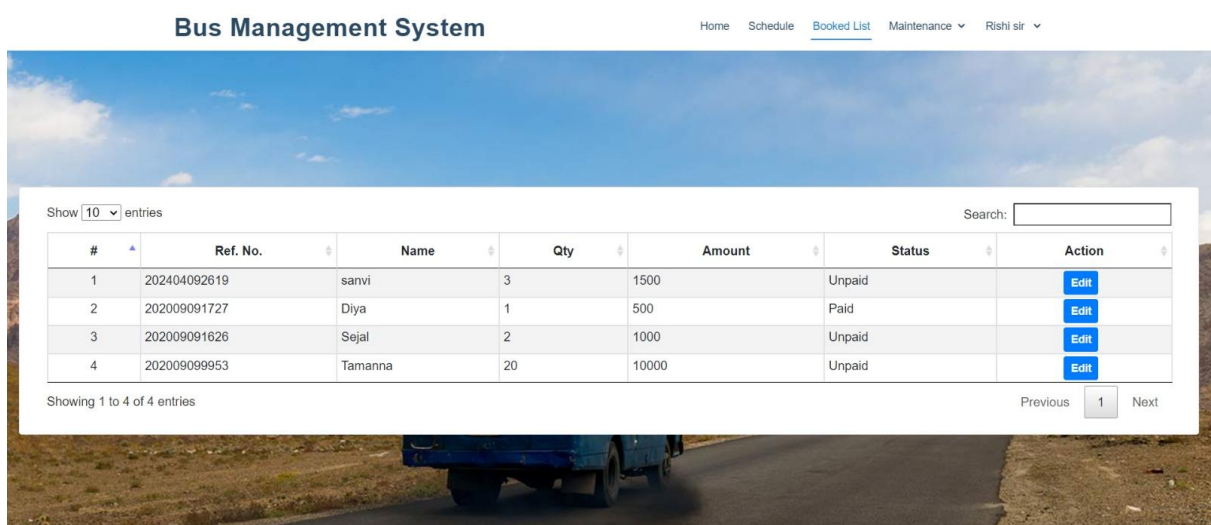 Bus Management System Home Schedule Booked List Maintenance Rishi sir
Show 10 entries Search:
# Ref. No. Name Qty Amount Status Action
1 202404092619 sanvi 3 1500 Unpaid Edit
2 202009091727 Diya 1 500 Paid Edit
3 202009091626 Sejal 2 1000 Unpaid Edit
4 202009099953 Tamanna 20 10000 Unpaid Edit
Showing 1 to 4 of 4 entries Previous 1 Next